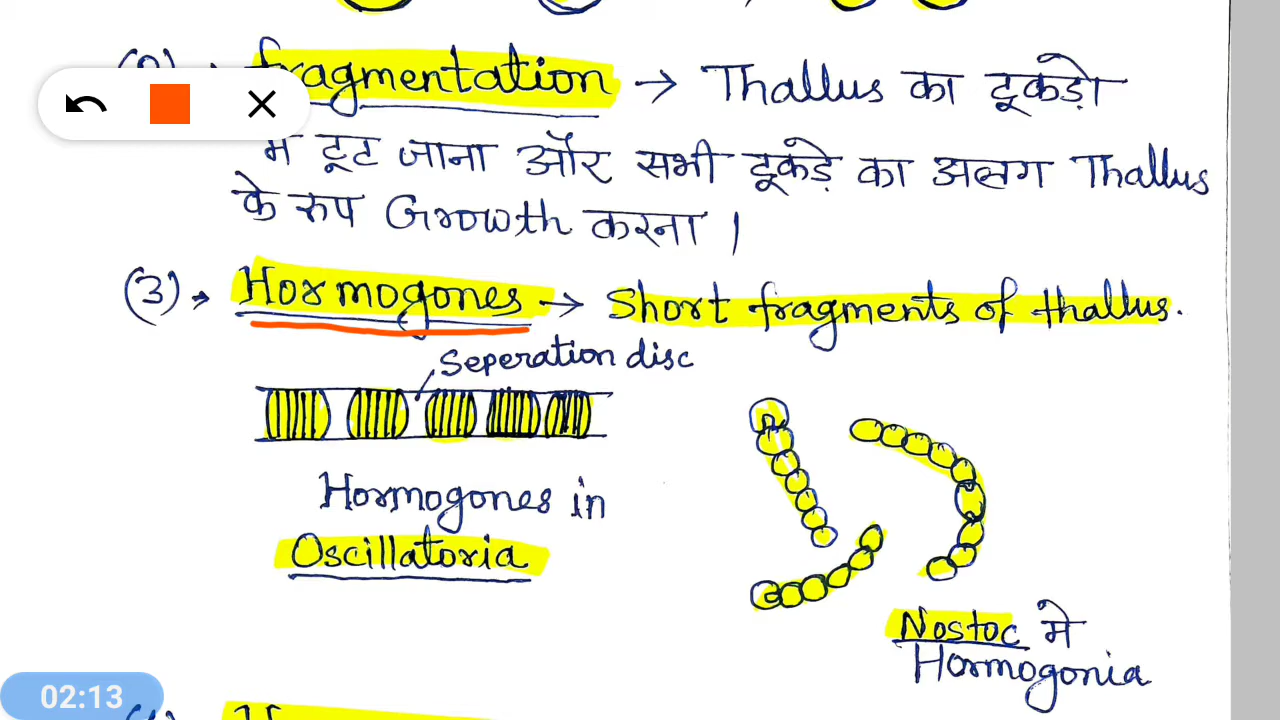 Fragmentation → Thallus का टूकड़ो
में टूट जाना और सभी टूकड़े का अलग Thallus
के रुप Growth करना |
(3) → Hormogones → Short fragments of thallus.
Seperation disc
Hormogones in
Oscillatoria
Nostoc मे
Hormogonia
02:13